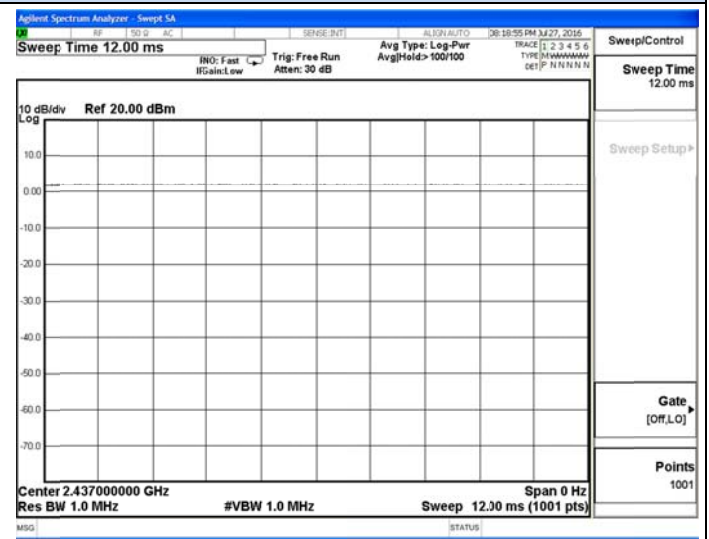 Agilent Spectrum Analyzer - Swept SA
RF 50 Ω AC SENSE:INT ALIGN AUTO 08:18:55 PM Jul 27, 2016
Sweep Time 12.00 ms
PNO: Fast
IFGain:Low
Trig: Free Run
Atten: 30 dB
Avg Type: Log-Pwr
Avg|Hold:>100/100
TRACE 1 2 3 4 5 6
TYPE MWWWWW
DET P NNNNN
Sweep/Control
Sweep Time
12.00 ms
Sweep Setup
Gate
[Off,LO]
Points
1001
10 dB/div Ref 20.00 dBm
Log
10.0
0.00
-10.0
-20.0
-30.0
-40.0
-50.0
-60.0
-70.0
Center 2.437000000 GHz
Span 0 Hz
Res BW 1.0 MHz #VBW 1.0 MHz Sweep 12.00 ms (1001 pts)
MSG STATUS